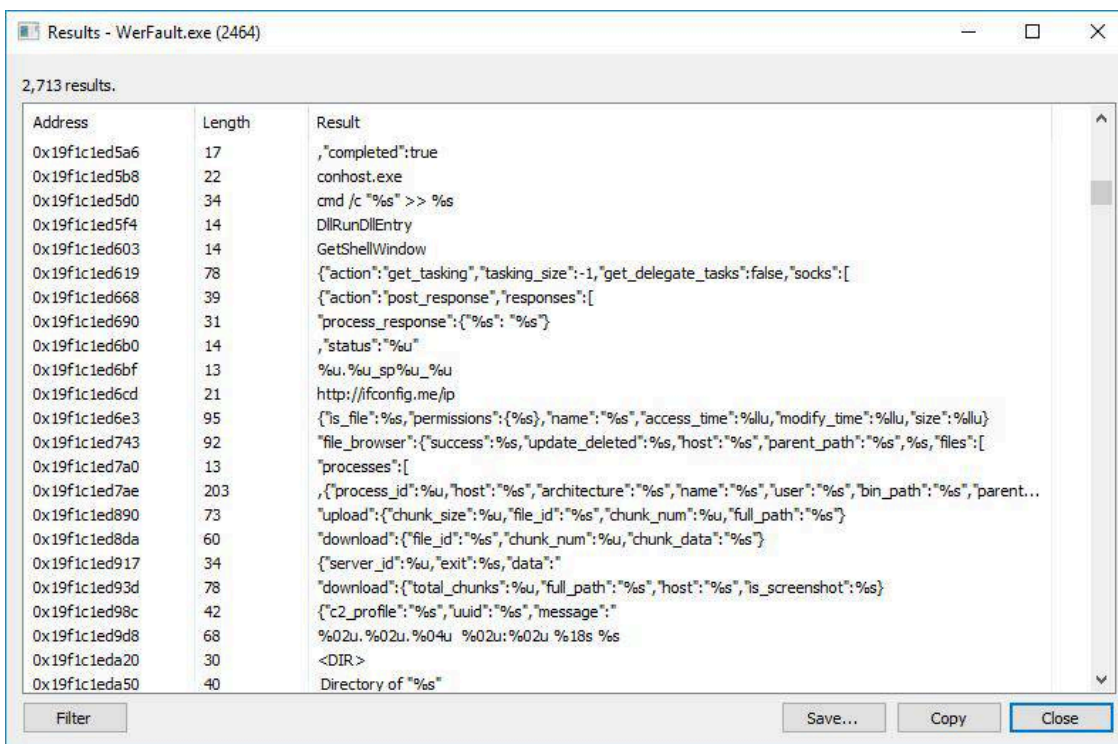 Results - WerFault.exe (2464)
2,713 results.
Address Length Result
0x19f1c1ed5a6 17 ,"completed":true
0x19f1c1ed5b8 22 conhost.exe
0x19f1c1ed5d0 34 cmd /c "%s" >> %s
0x19f1c1ed5f4 14 DllRunDllEntry
0x19f1c1ed603 14 GetShellWindow
0x19f1c1ed619 78 {"action":"get_tasking","tasking_size":-1,"get_delegate_tasks":false,"socks":[
0x19f1c1ed668 39 {"action":"post_response","responses":[
0x19f1c1ed690 31 "process_response":{"%s": "%s"}
0x19f1c1ed6b0 14 ,"status":"%u"
0x19f1c1ed6bf 13 %u.%u_sp%u_%u
0x19f1c1ed6cd 21 http://ifconfig.me/ip
0x19f1c1ed6e3 95 {"is_file":%s,"permissions":{%s},"name":"%s","access_time":%llu,"modify_time":%llu,"size":%llu}
0x19f1c1ed743 92 "file_browser":{"success":%s,"update_deleted":%s,"host":"%s","parent_path":"%s",%s,"files":[
0x19f1c1ed7a0 13 "processes":[
0x19f1c1ed7ae 203 ,{"process_id":%u,"host":"%s","architecture":"%s","name":"%s","user":"%s","bin_path":"%s","parent...
0x19f1c1ed890 73 "upload":{"chunk_size":%u,"file_id":"%s","chunk_num":%u,"full_path":"%s"}
0x19f1c1ed8da 60 "download":{"file_id":"%s","chunk_num":%u,"chunk_data":"%s"}
0x19f1c1ed917 34 {"server_id":%u,"exit":%s,"data":"
0x19f1c1ed93d 78 "download":{"total_chunks":%u,"full_path":"%s","host":"%s","is_screenshot":%s}
0x19f1c1ed98c 42 {"c2_profile":"%s","uuid":"%s","message":"
0x19f1c1ed9d8 68 %02u.%02u.%04u  %02u:%02u %18s %s
0x19f1c1eda20 30 <DIR>
0x19f1c1eda50 40 Directory of "%s"
Filter Save... Copy Close